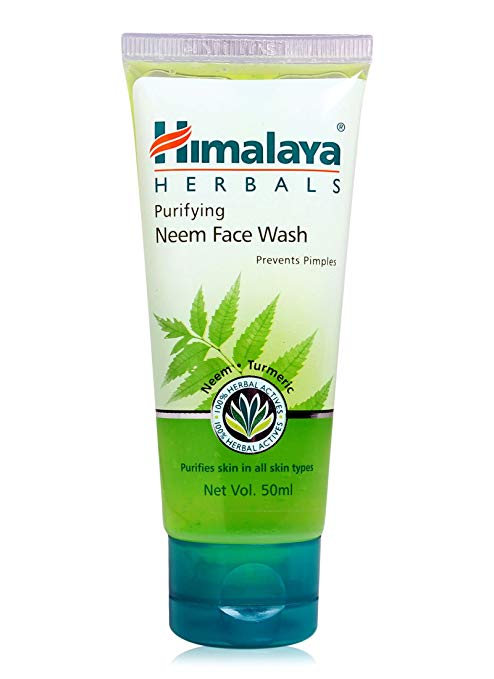 Himalaya®
HERBALS
Purifying
Neem Face Wash
Prevents Pimples
Neem • Turmeric
100% HERBAL ACTIVES
100% HERBAL ACTIVES
Purifies skin in all skin types
Net Vol. 50ml